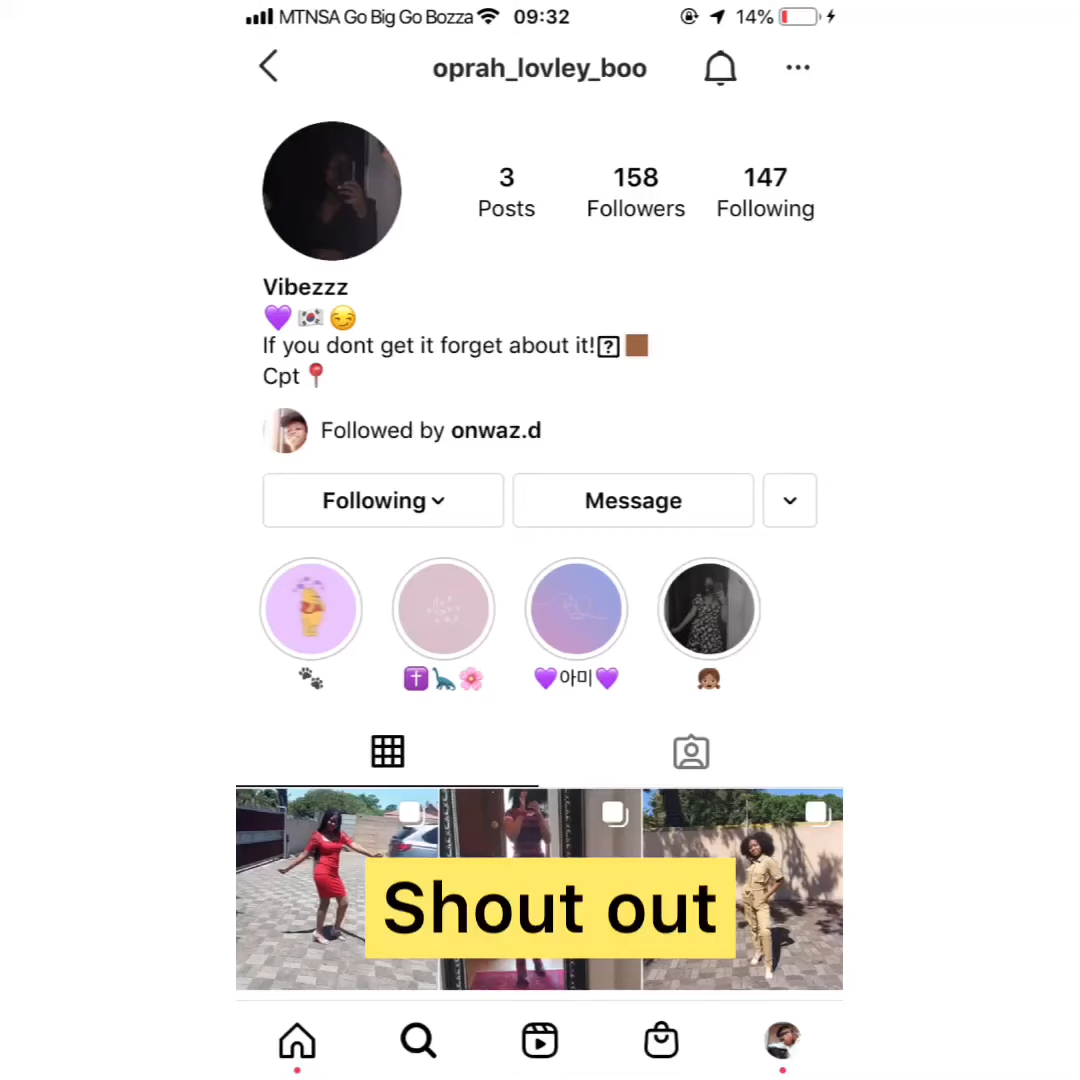 MTNSA Go Big Go Bozza 09:32 14%
oprah_lovley_boo
3 158 147
Posts Followers Following
Vibezzz
💜🇰🇷😏
If you dont get it forget about it!
Cpt📍
Followed by onwaz.d
Following Message
🐾 ✝️🦕🌸 💜아미💜 👧🏽
Shout out